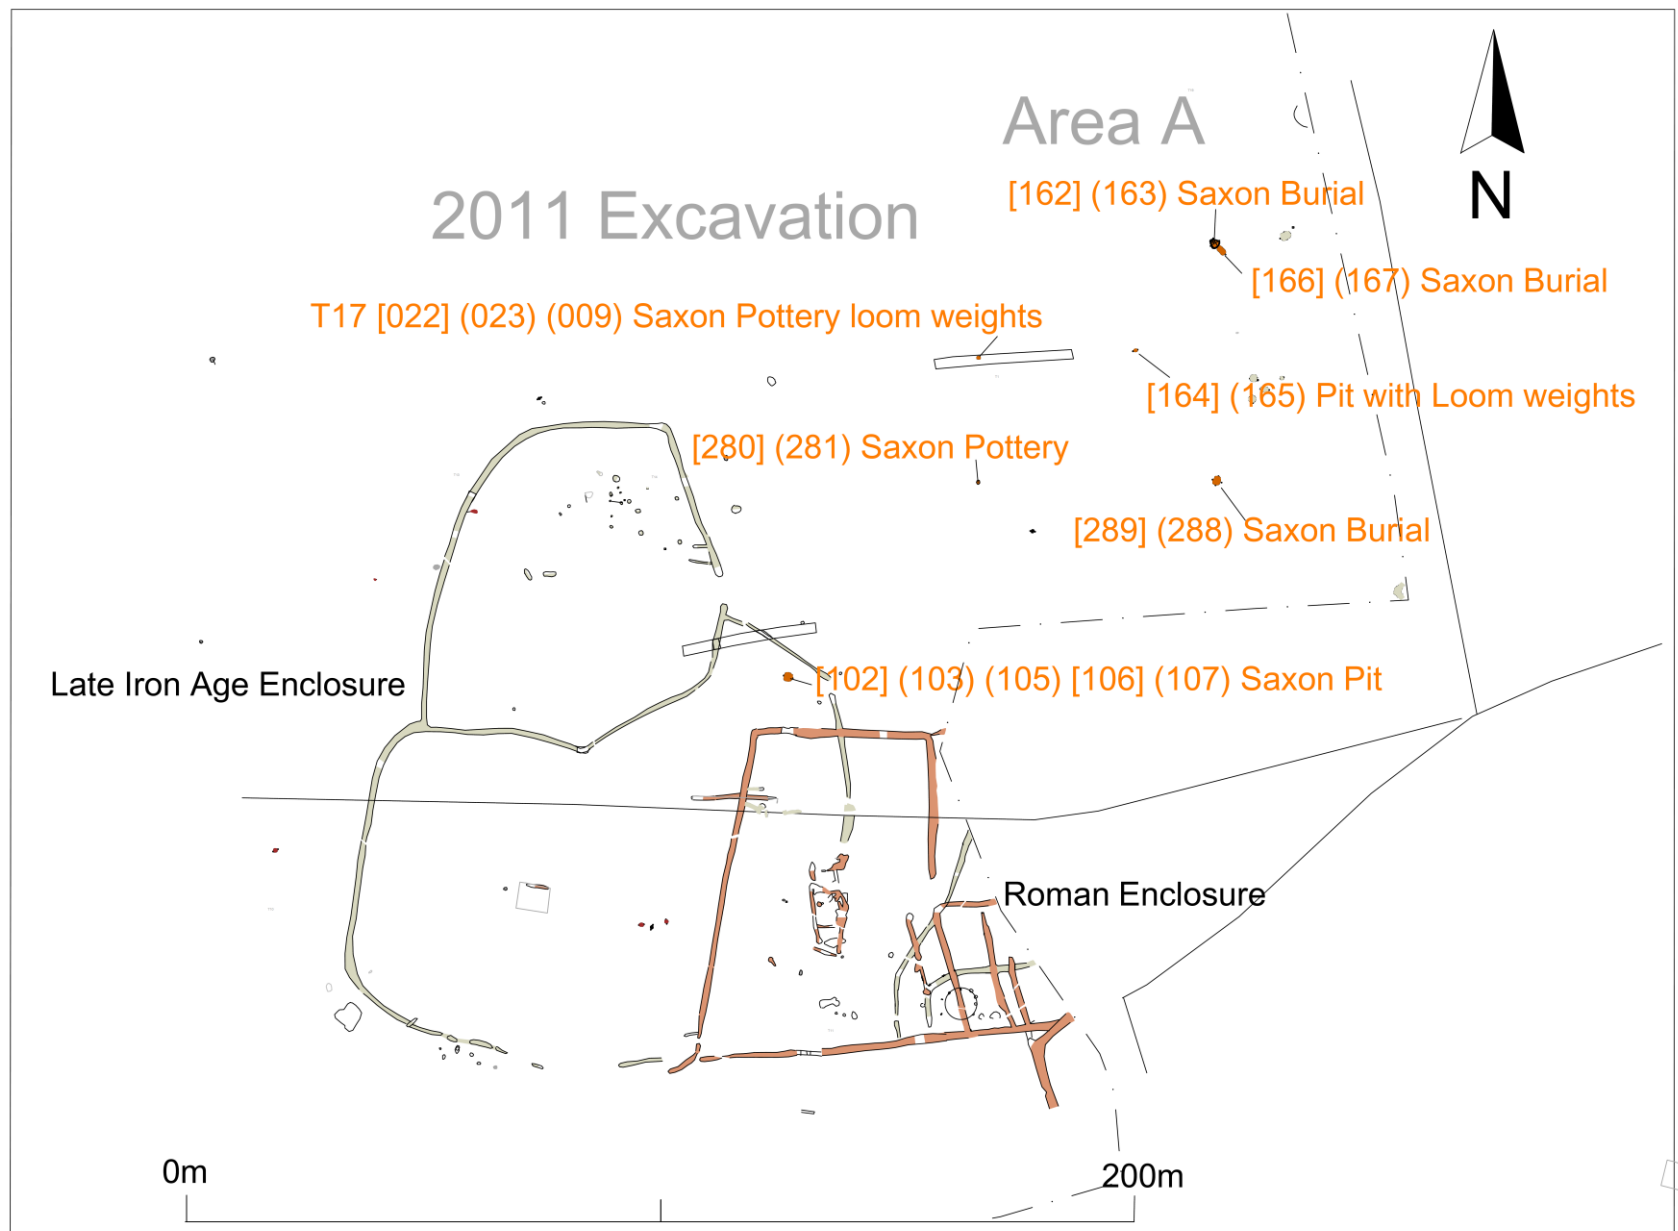 Area A
N
2011 Excavation
[162] (163) Saxon Burial
[166] (167) Saxon Burial
T17 [022] (023) (009) Saxon Pottery loom weights
[164] (165) Pit with Loom weights
[280] (281) Saxon Pottery
[289] (288) Saxon Burial
Late Iron Age Enclosure
[102] (103) (105) [106] (107) Saxon Pit
Roman Enclosure
0m
200m